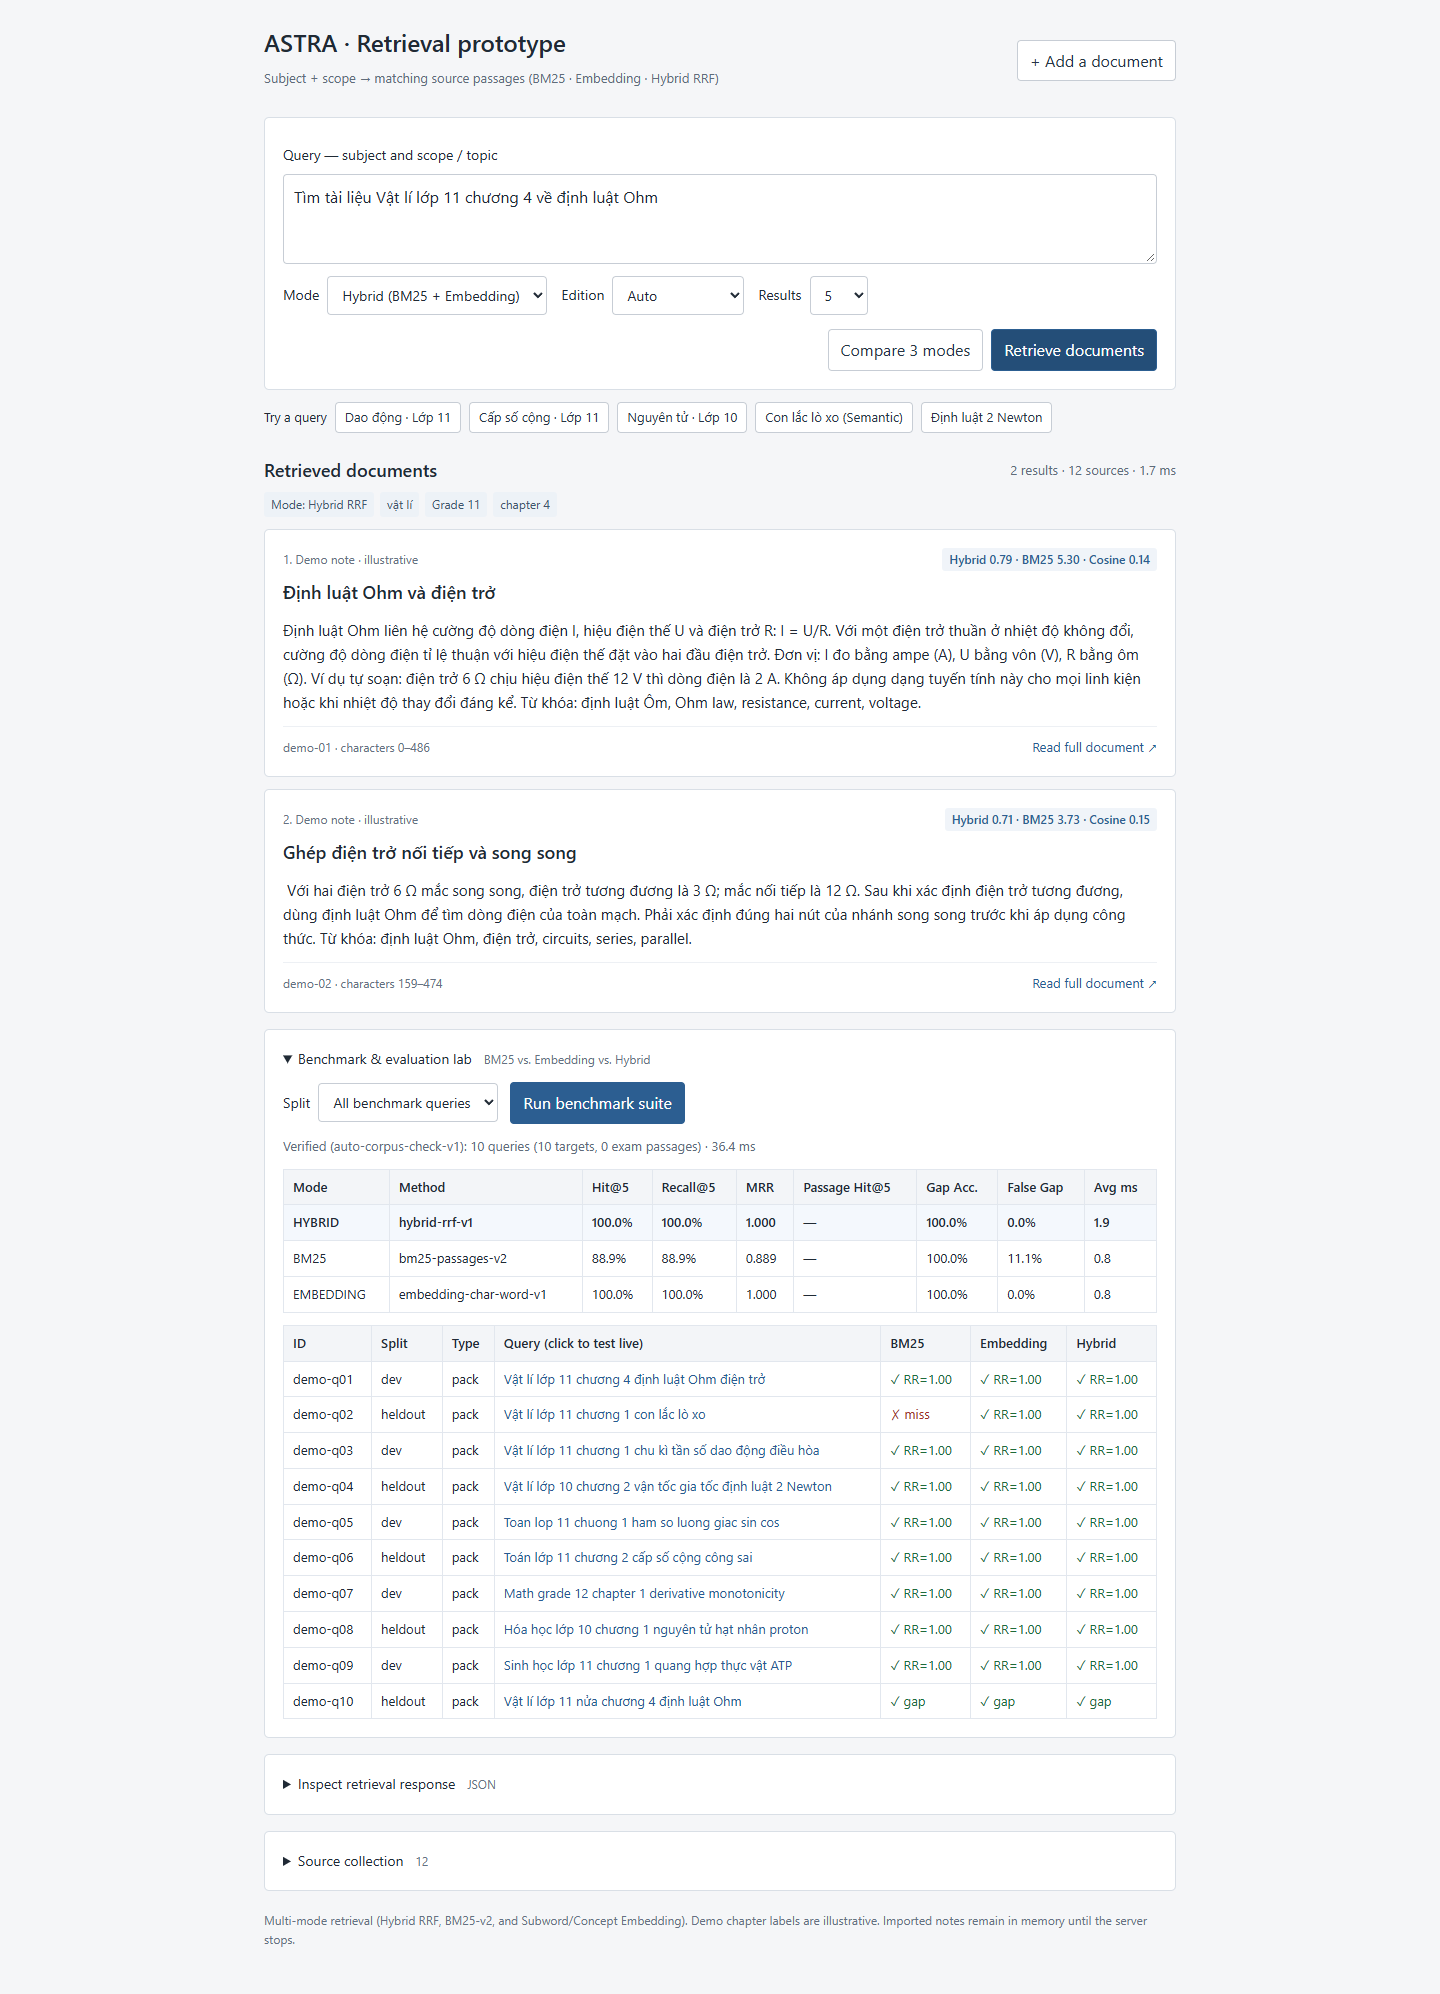 ASTRA · Retrieval prototype
Subject + scope → matching source passages (BM25 · Embedding · Hybrid RRF)
+ Add a document
Query — subject and scope / topic
Tìm tài liệu Vật lí lớp 11 chương 4 về định luật Ohm
Mode Hybrid (BM25 + Embedding) Edition Auto Results 5
Compare 3 modes Retrieve documents
Try a query Dao động · Lớp 11 Cấp số cộng · Lớp 11 Nguyên tử · Lớp 10 Con lắc lò xo (Semantic) Định luật 2 Newton
Retrieved documents 2 results · 12 sources · 1.7 ms
Mode: Hybrid RRF vật lí Grade 11 chapter 4
1. Demo note · illustrative Hybrid 0.79 · BM25 5.30 · Cosine 0.14
Định luật Ohm và điện trở
Định luật Ohm liên hệ cường độ dòng điện I, hiệu điện thế U và điện trở R: I = U/R. Với một điện trở thuần ở nhiệt độ không đổi,
cường độ dòng điện tỉ lệ thuận với hiệu điện thế đặt vào hai đầu điện trở. Đơn vị: I đo bằng ampe (A), U bằng vôn (V), R bằng ôm
(Ω). Ví dụ tự soạn: điện trở 6 Ω chịu hiệu điện thế 12 V thì dòng điện là 2 A. Không áp dụng dạng tuyến tính này cho mọi linh kiện
hoặc khi nhiệt độ thay đổi đáng kể. Từ khóa: định luật Ôm, Ohm law, resistance, current, voltage.
demo-01 · characters 0–486 Read full document ↗
2. Demo note · illustrative Hybrid 0.71 · BM25 3.73 · Cosine 0.15
Ghép điện trở nối tiếp và song song
Với hai điện trở 6 Ω mắc song song, điện trở tương đương là 3 Ω; mắc nối tiếp là 12 Ω. Sau khi xác định điện trở tương đương,
dùng định luật Ohm để tìm dòng điện của toàn mạch. Phải xác định đúng hai nút của nhánh song song trước khi áp dụng công
thức. Từ khóa: định luật Ohm, điện trở, circuits, series, parallel.
demo-02 · characters 159–474 Read full document ↗
▼ Benchmark & evaluation lab BM25 vs. Embedding vs. Hybrid
Split All benchmark queries Run benchmark suite
Verified (auto-corpus-check-v1): 10 queries (10 targets, 0 exam passages) · 36.4 ms
Mode Method Hit@5 Recall@5 MRR Passage Hit@5 Gap Acc. False Gap Avg ms
HYBRID hybrid-rrf-v1 100.0% 100.0% 1.000 — 100.0% 0.0% 1.9
BM25 bm25-passages-v2 88.9% 88.9% 0.889 — 100.0% 11.1% 0.8
EMBEDDING embedding-char-word-v1 100.0% 100.0% 1.000 — 100.0% 0.0% 0.8
ID Split Type Query (click to test live) BM25 Embedding Hybrid
demo-q01 dev pack Vật lí lớp 11 chương 4 định luật Ohm điện trở ✓ RR=1.00 ✓ RR=1.00 ✓ RR=1.00
demo-q02 heldout pack Vật lí lớp 11 chương 1 con lắc lò xo ✗ miss ✓ RR=1.00 ✓ RR=1.00
demo-q03 dev pack Vật lí lớp 11 chương 1 chu kì tần số dao động điều hòa ✓ RR=1.00 ✓ RR=1.00 ✓ RR=1.00
demo-q04 heldout pack Vật lí lớp 10 chương 2 vận tốc gia tốc định luật 2 Newton ✓ RR=1.00 ✓ RR=1.00 ✓ RR=1.00
demo-q05 dev pack Toan lop 11 chuong 1 ham so luong giac sin cos ✓ RR=1.00 ✓ RR=1.00 ✓ RR=1.00
demo-q06 heldout pack Toán lớp 11 chương 2 cấp số cộng công sai ✓ RR=1.00 ✓ RR=1.00 ✓ RR=1.00
demo-q07 dev pack Math grade 12 chapter 1 derivative monotonicity ✓ RR=1.00 ✓ RR=1.00 ✓ RR=1.00
demo-q08 heldout pack Hóa học lớp 10 chương 1 nguyên tử hạt nhân proton ✓ RR=1.00 ✓ RR=1.00 ✓ RR=1.00
demo-q09 dev pack Sinh học lớp 11 chương 1 quang hợp thực vật ATP ✓ RR=1.00 ✓ RR=1.00 ✓ RR=1.00
demo-q10 heldout pack Vật lí lớp 11 nửa chương 4 định luật Ohm ✓ gap ✓ gap ✓ gap
▶ Inspect retrieval response JSON
▶ Source collection 12
Multi-mode retrieval (Hybrid RRF, BM25-v2, and Subword/Concept Embedding). Demo chapter labels are illustrative. Imported notes remain in memory until the server
stops.